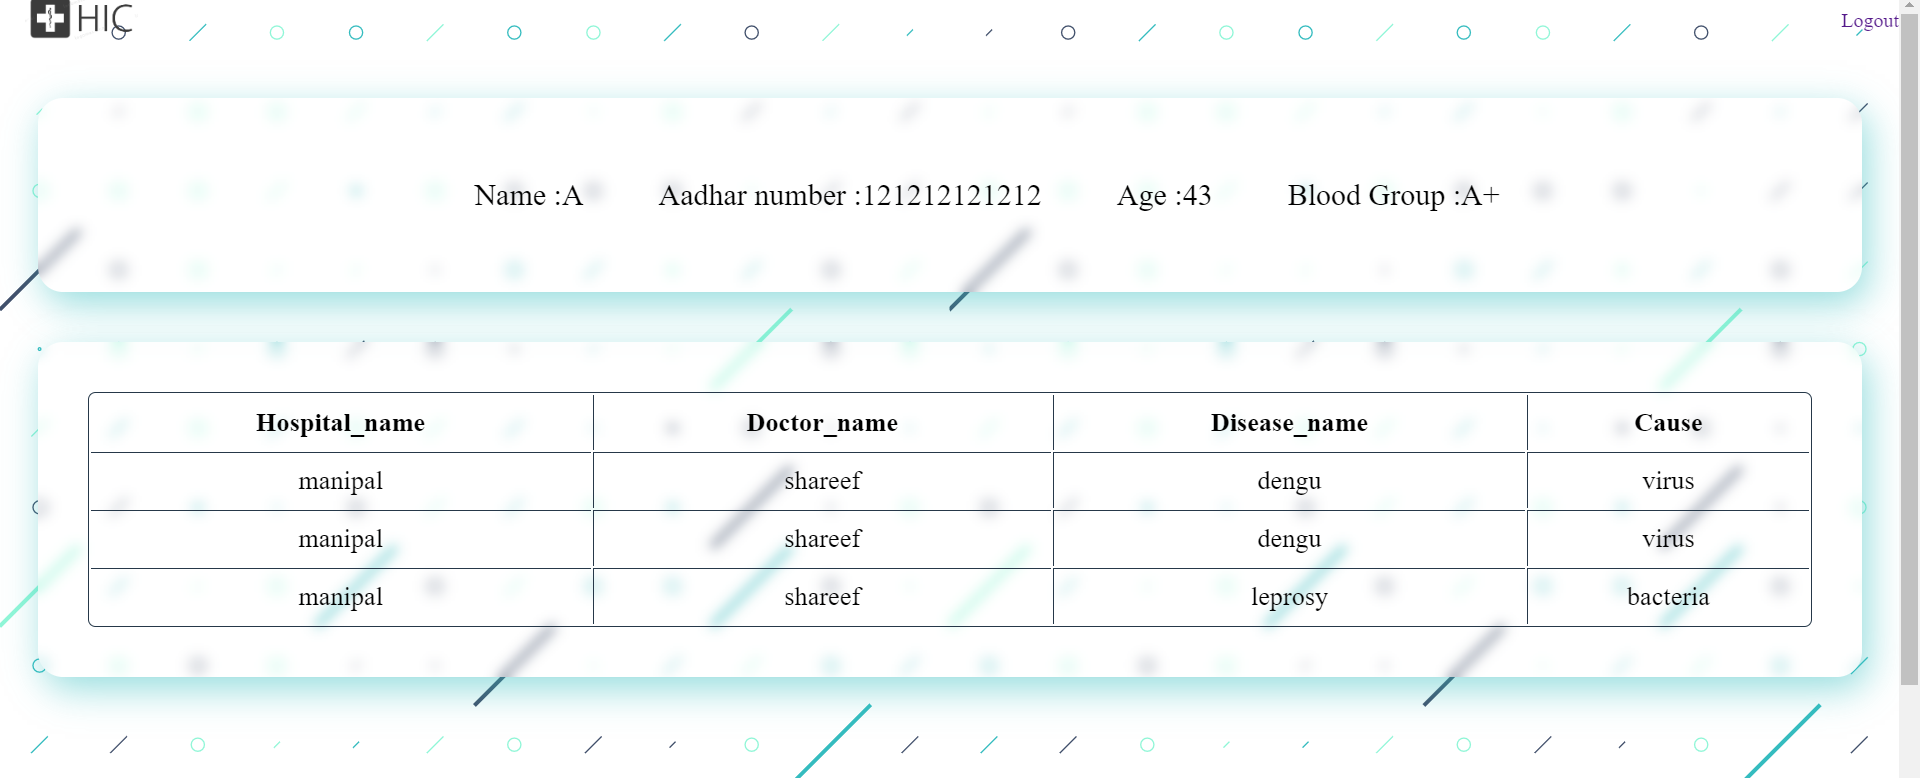 HIC
Logout
Name :A Aadhar number :121212121212 Age :43 Blood Group :A+
Hospital_name Doctor_name Disease_name Cause
manipal shareef dengu virus
manipal shareef dengu virus
manipal shareef leprosy bacteria